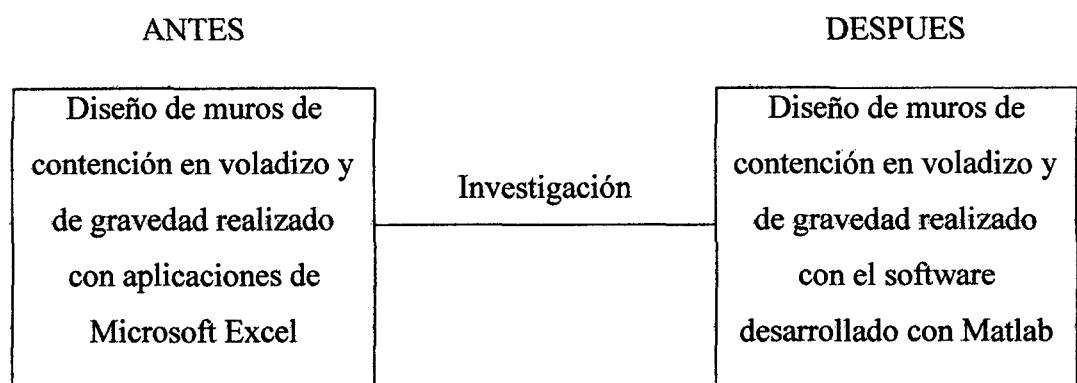 ANTES
DESPUES
Diseño de muros de
contención en voladizo y
de gravedad realizado
con aplicaciones de
Microsoft Excel
Investigación
Diseño de muros de
contención en voladizo y
de gravedad realizado
con el software
desarrollado con Matlab